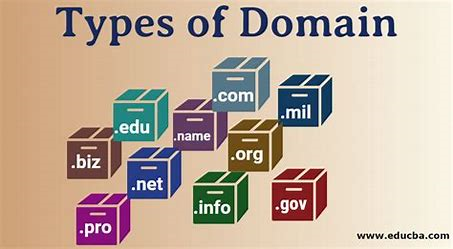 Types of Domain
.com
.mil
.edu
.name
.org
.biz
.net
.info
.gov
.pro
www.educba.com